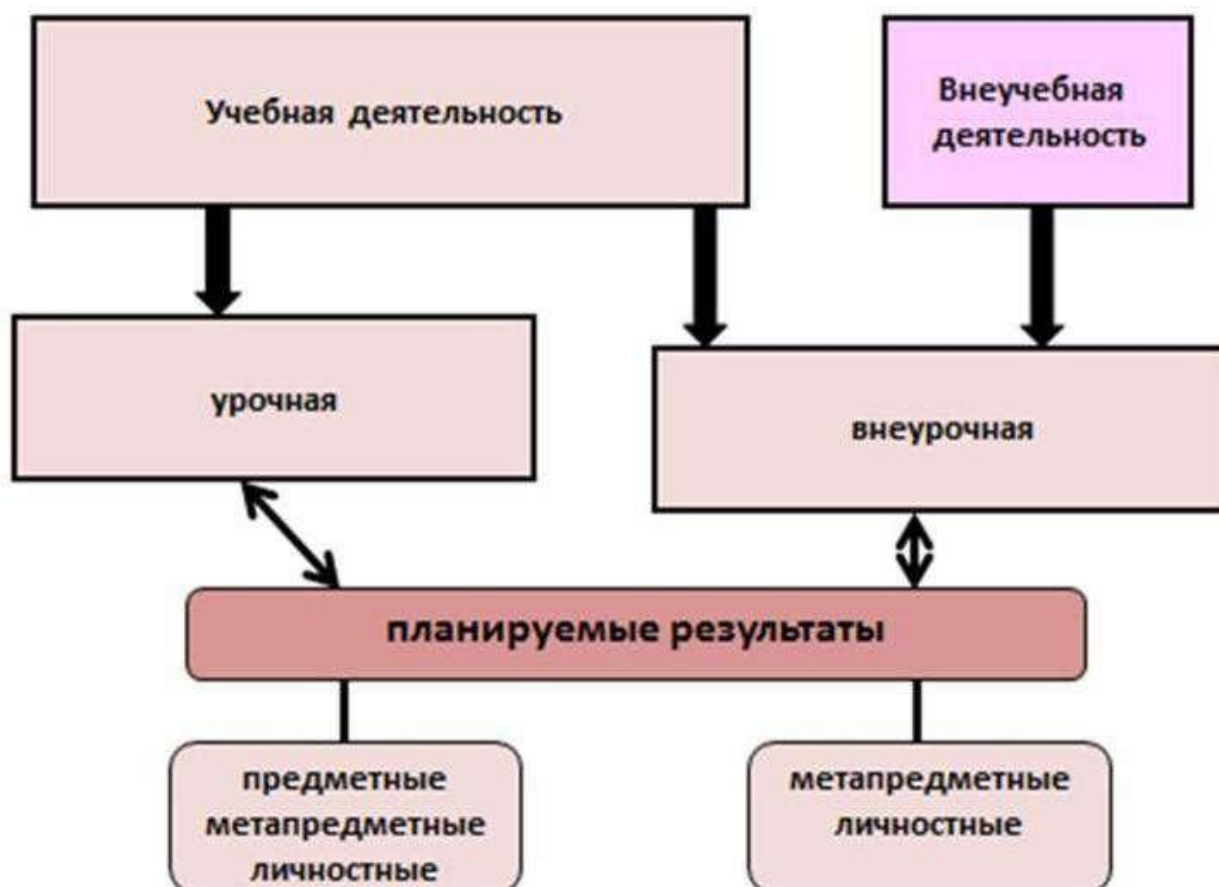 Учебная деятельность
Внеучебная
деятельность
урочная
внеурочная
планируемые результаты
предметные
метапредметные
личностные
метапредметные
личностные